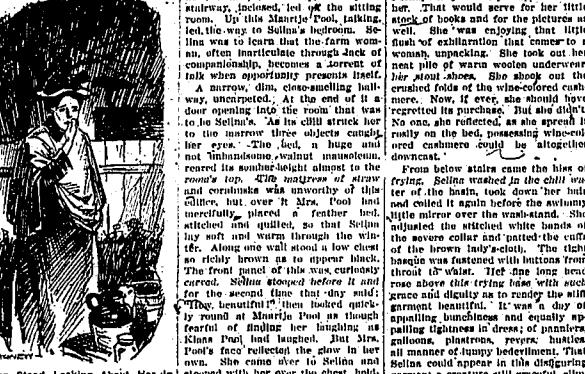 stairway, inclosed, led off the sitting
room. Up this Maartje Pool, talking,
led the way to Selina's bedroom. Se-
lina was to learn that the farm wom-
an, often inarticulate through lack of
companionship, becomes a torrent of
talk when opportunity presents itself.
A narrow, dim, close-smelling hall-
way, uncarpeted. At the end of it a
door opening into the room that was
to be Selina's. As its chill struck her
to the marrow three objects caught
her eyes. The bed, a huge and
not unhandsome walnut mausoleum,
reared its somber height almost to the
room's top. The mattress of straw
and cornhusks was unworthy of this
edifice, but over it Mrs. Pool had
mercifully placed a feather bed,
stitched and quilted, so that Selina
lay soft and warm through the win-
ter. Along one wall stood a low chest
so richly brown as to appear black.
The front panel of this was curiously
carved. Selina stooped before it and
for the second time that day said:
"How beautiful!" then looked quick-
ly round at Maartje Pool as though
fearful of finding her laughing as
Klaas Pool had laughed. But Mrs.
Pool's face reflected the glow in her
own. She came over to Selina and
stooped with her over the chest, hold-
her. That would serve for her little
stock of books and for the pictures as
well. She was enjoying that little
flush of exhilaration that comes to a
woman, unpacking. She took out her
neat pile of warm woolen underwear,
her stout shoes. She shook out the
crushed folds of the wine-colored cash-
mere. Now, if ever, she should have
regretted its purchase. But she didn't.
No one, she reflected, as she spread it
rosily on the bed, possessing wine-col-
ored cashmere could be altogether
downcast.
From below stairs came the hiss of
frying. Selina washed in the chill wa-
ter of the basin, took down her hair
and coiled it again before the swimmy
little mirror over the wash-stand. She
adjusted the stitched white bands of
the severe collar and patted the cuffs
of the brown lady's-cloth. The tight
basque was fastened with buttons from
throat to waist. Her fine long head
rose above this trying base with such
grace and dignity as to render the stiff
garment beautiful. It was a day of
appalling bunchiness and equally ap-
palling tightness in dress; of panniers,
galloons, plastrons, revers, bustles,
all manner of lumpy bedevilment. That
Selina could appear in this disfiguring
Stood Looking About Her in